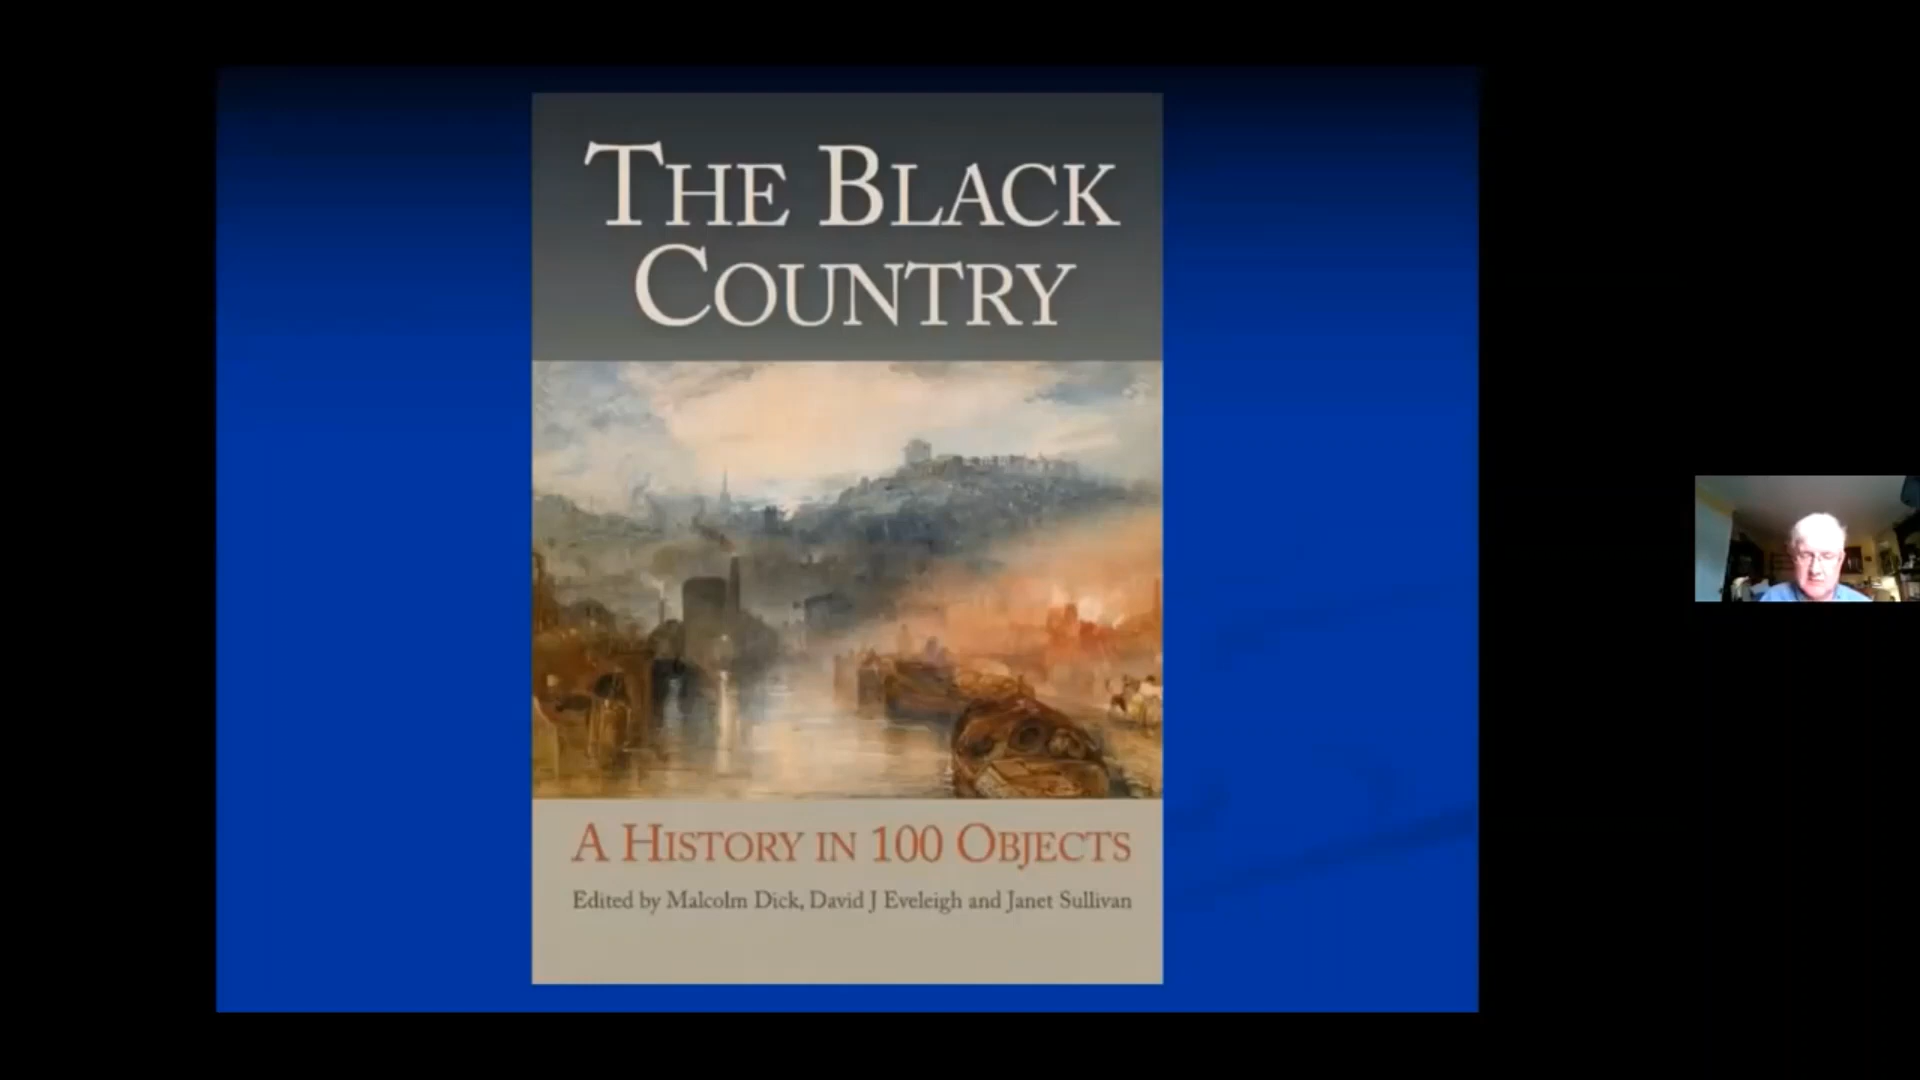 THE BLACK
COUNTRY
A HISTORY IN 100 OBJECTS
Edited by Malcolm Dick, David J Eveleigh and Janet Sullivan